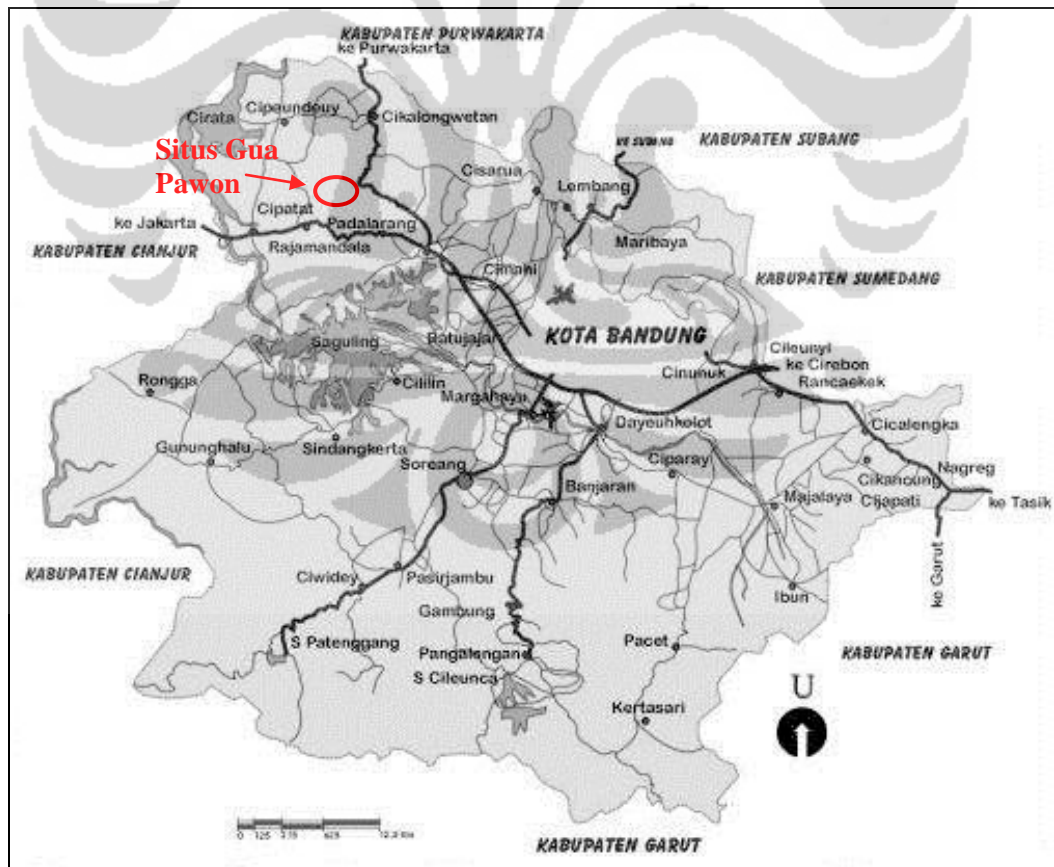 KABUPATEN PURWAKARTA
ke Purwakarta
Cipeundeuy
Cirata
Cikalongwetan
KE SUBANG
KABUPATEN SUBANG
Situs Gua
Pawon
Cisarua
Lembang
Cipatat
ke Jakarta
Padalarang
Rajamandala
Maribaya
KABUPATEN CIANJUR
Cimahi
KABUPATEN SUMEDANG
Batujajar
KOTA BANDUNG
Saguling
Cileunyi
ke Cirebon
Cinunuk
Rancaekek
Rongga
Cililin
Margahayu
Dayeuhkolot
Cicalengka
Gununghalu
Sindangkerta
Soreang
Ciparay
Nagreg
Cikancung
Banjaran
Majalaya
Cijapati
ke Tasik
KABUPATEN CIANJUR
Ciwidey
Pasirjambu
ke Garut
Ibun
Gambung
S Patenggang
Pangalengan
Pacet
KABUPATEN GARUT
S Cileunca
U
Kertasari
KABUPATEN GARUT